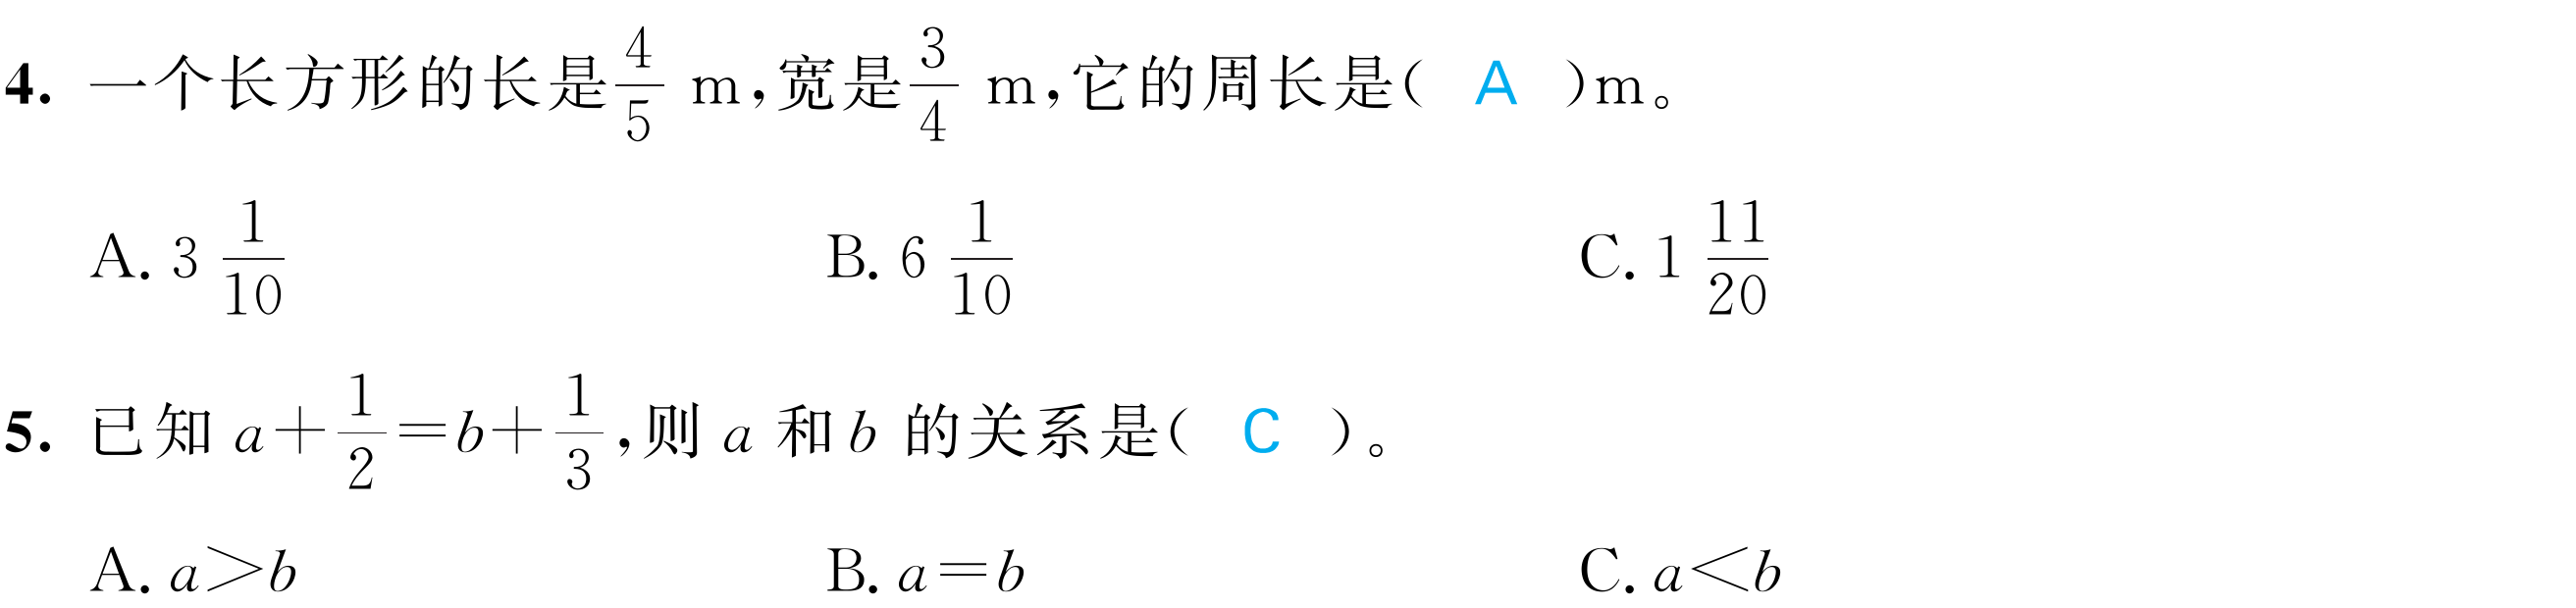 4. 一个长方形的长是4/5 m,宽是3/4 m,它的周长是( A )m。
A. 3 1/10 B. 6 1/10 C. 1 11/20
5. 已知 a+1/2=b+1/3,则 a 和 b 的关系是( C )。
A. a>b B. a=b C. a<b